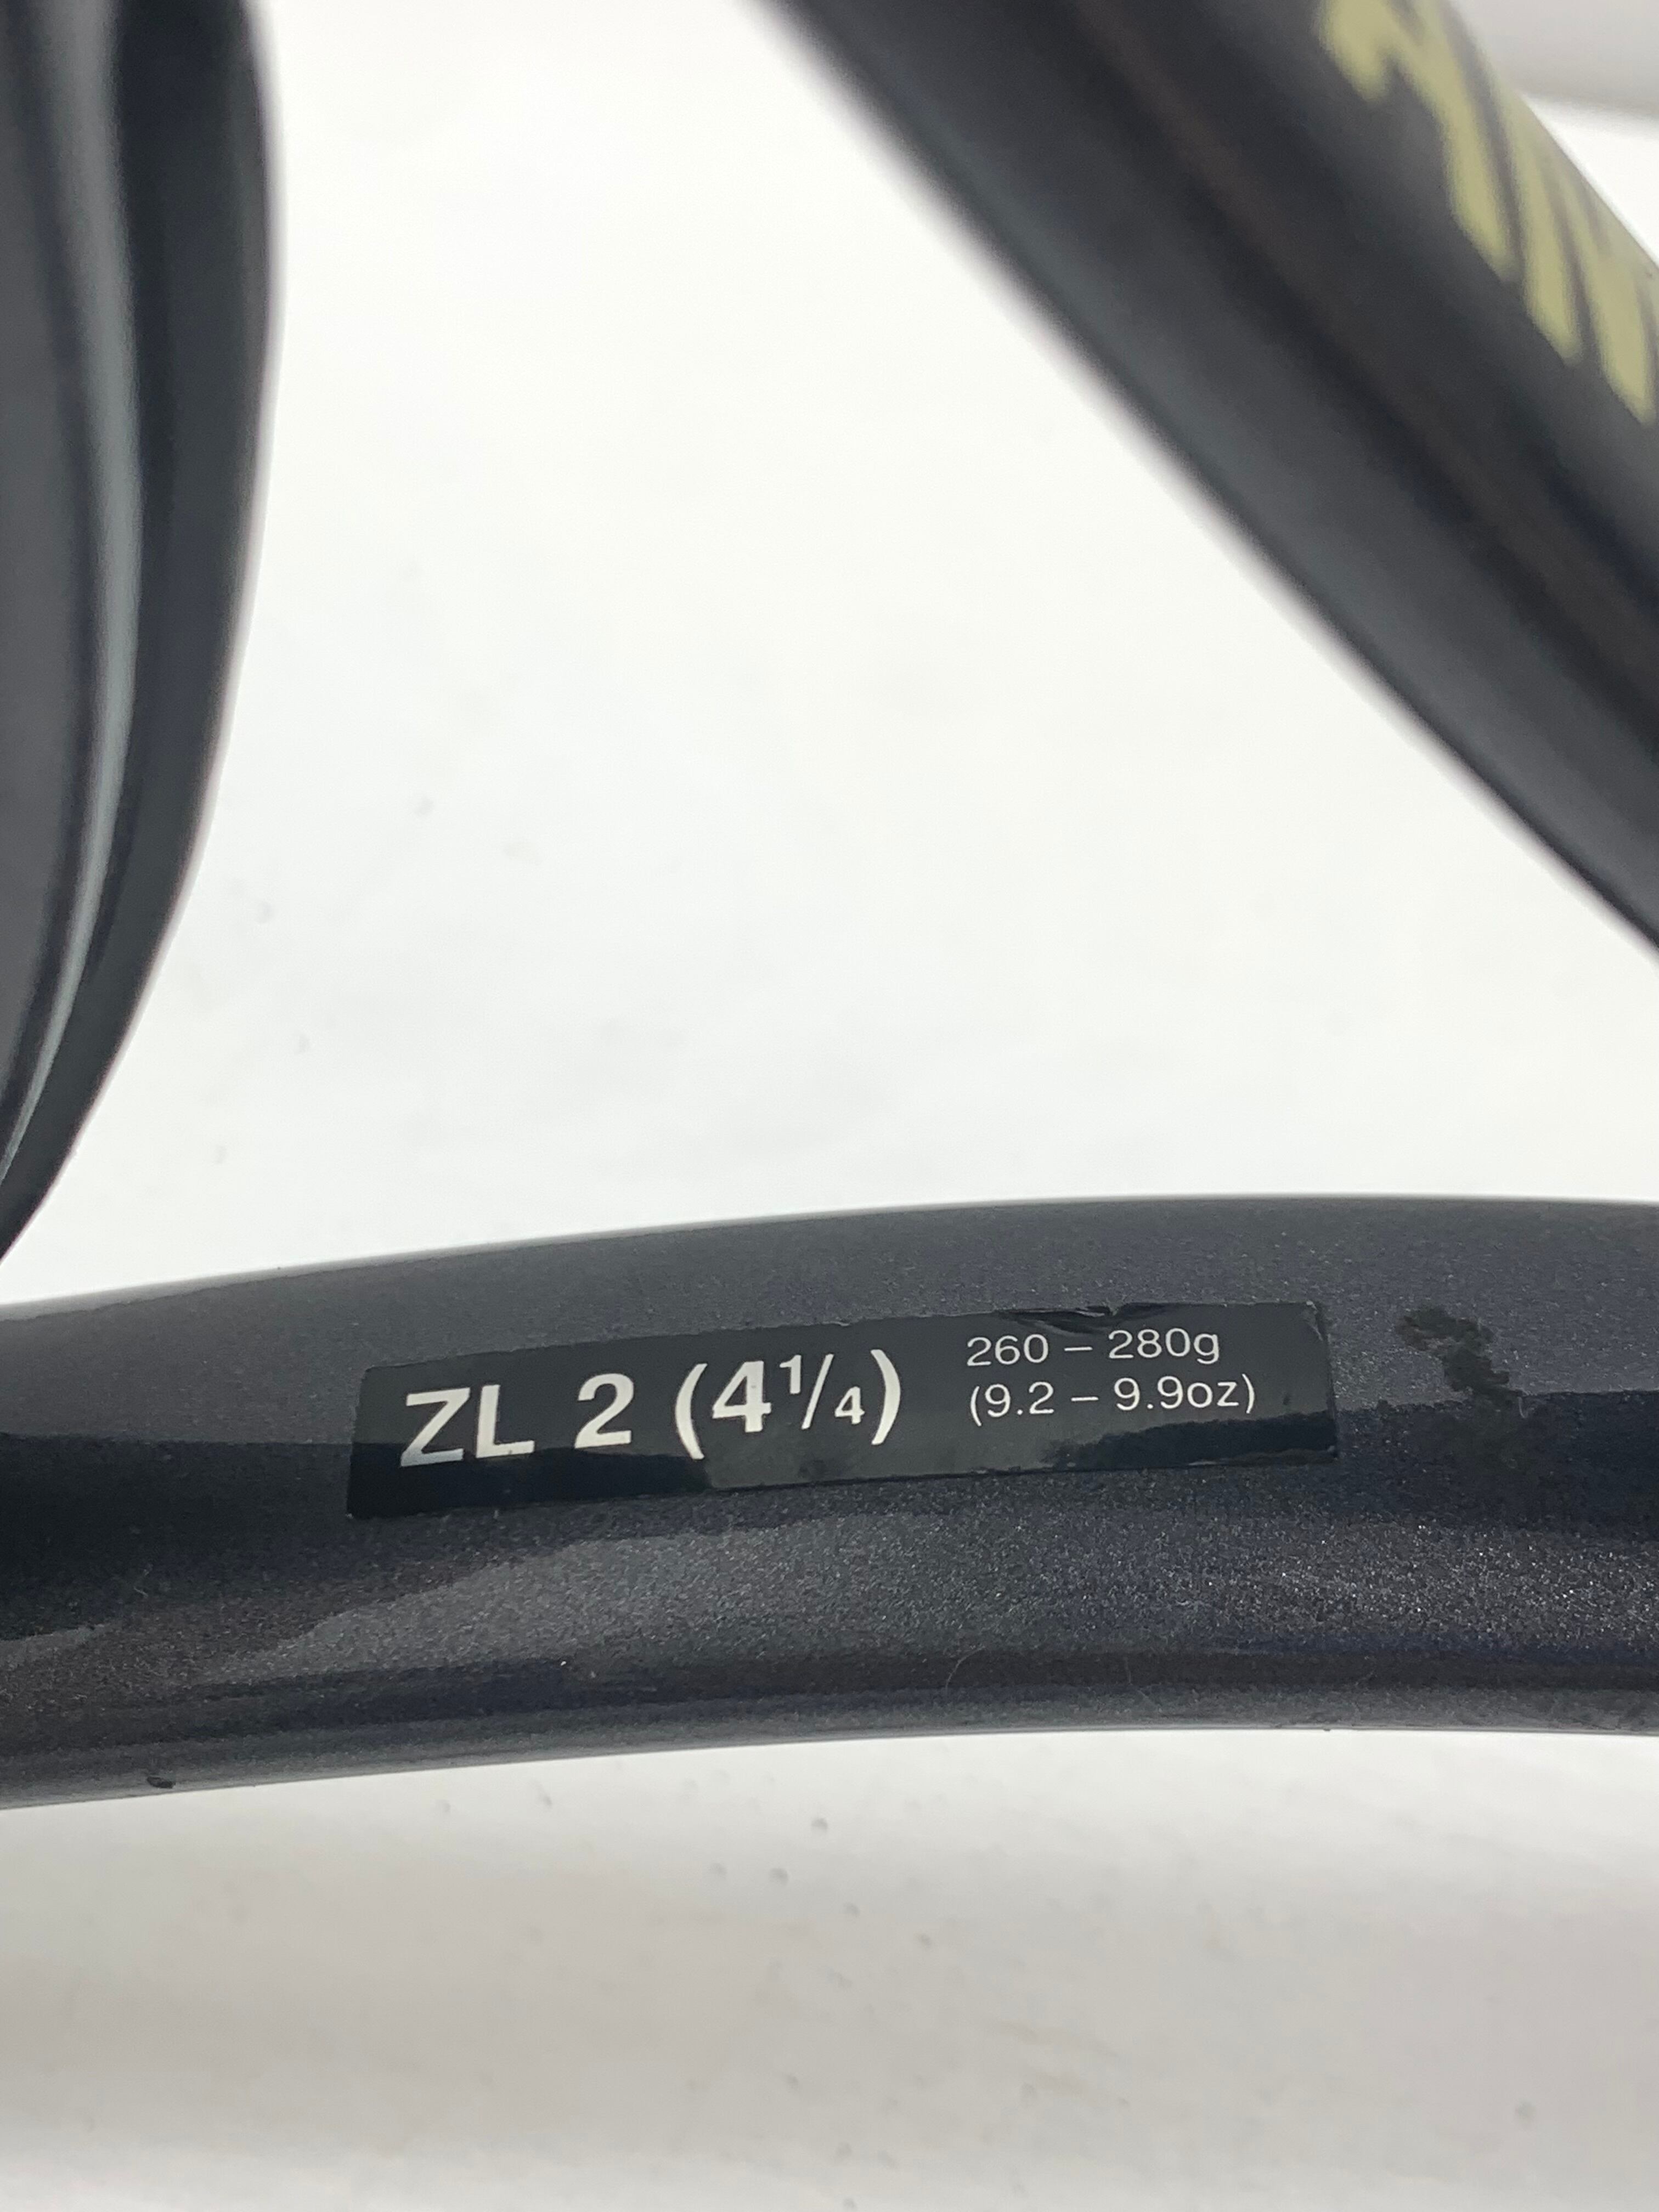 ZL 2 (4¹/₄)
260 – 280g
(9.2 – 9.9oz)